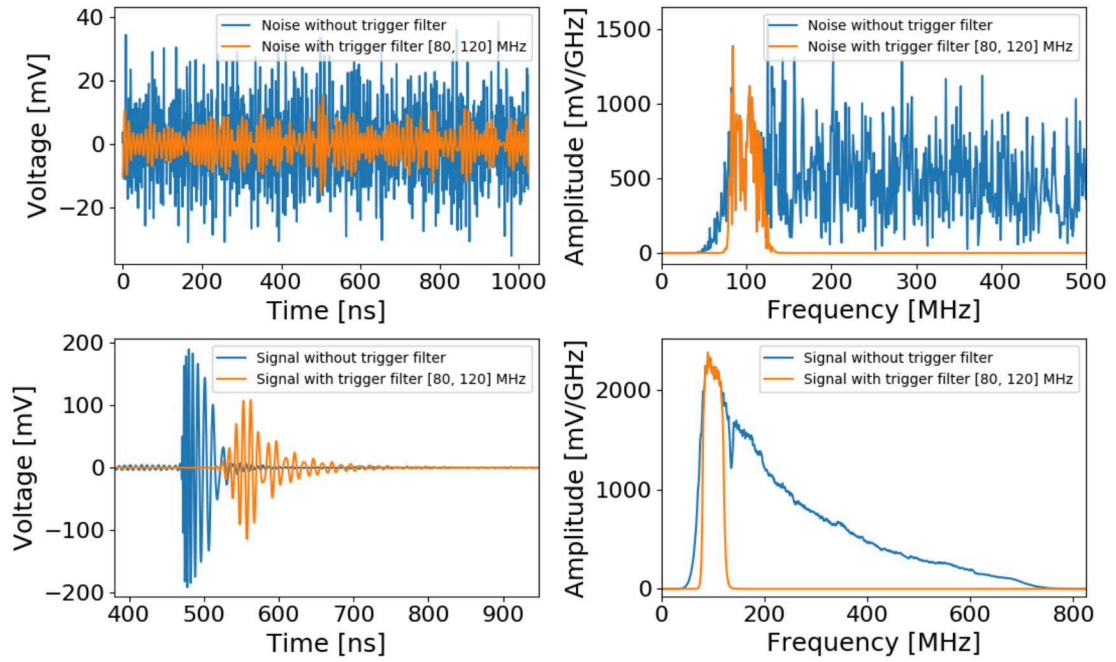 Noise without trigger filter
Noise with trigger filter [80, 120] MHz
Voltage [mV]
40
20
0
−20
0 200 400 600 800 1000
Time [ns]
Noise without trigger filter
Noise with trigger filter [80, 120] MHz
Amplitude [mV/GHz]
1500
1000
500
0
0 100 200 300 400 500
Frequency [MHz]
Signal without trigger filter
Signal with trigger filter [80, 120] MHz
Voltage [mV]
200
100
0
−100
−200
400 500 600 700 800 900
Time [ns]
Signal without trigger filter
Signal with trigger filter [80, 120] MHz
Amplitude [mV/GHz]
2000
1000
0
0 200 400 600 800
Frequency [MHz]